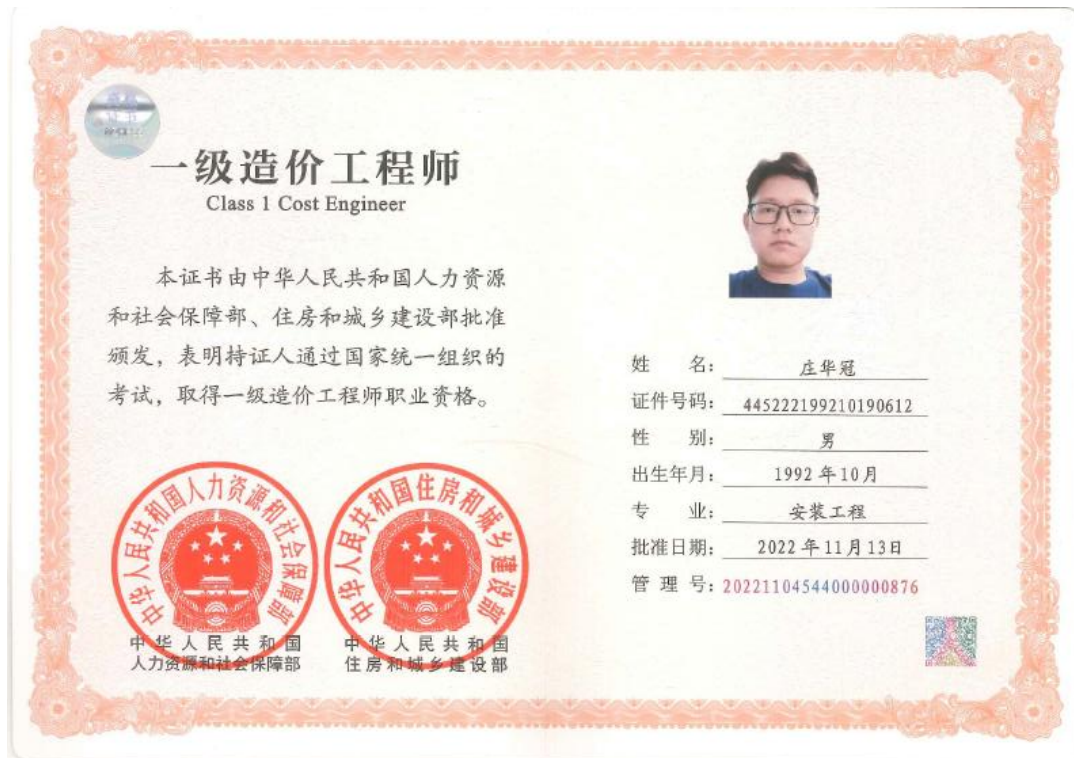 一级造价工程师
Class 1 Cost Engineer
本证书由中华人民共和国人力资源
和社会保障部、住房和城乡建设部批准
颁发，表明持证人通过国家统一组织的
考试，取得一级造价工程师职业资格。
中华人民共和国人力资源和社会保障部
中华人民共和国住房和城乡建设部
中华人民共和国
人力资源和社会保障部
中华人民共和国
住房和城乡建设部
姓 名： 庄华冠
证件号码： 445222199210190612
性 别： 男
出生年月： 1992年10月
专 业： 安装工程
批准日期： 2022年11月13日
管 理 号：20221104544000000876